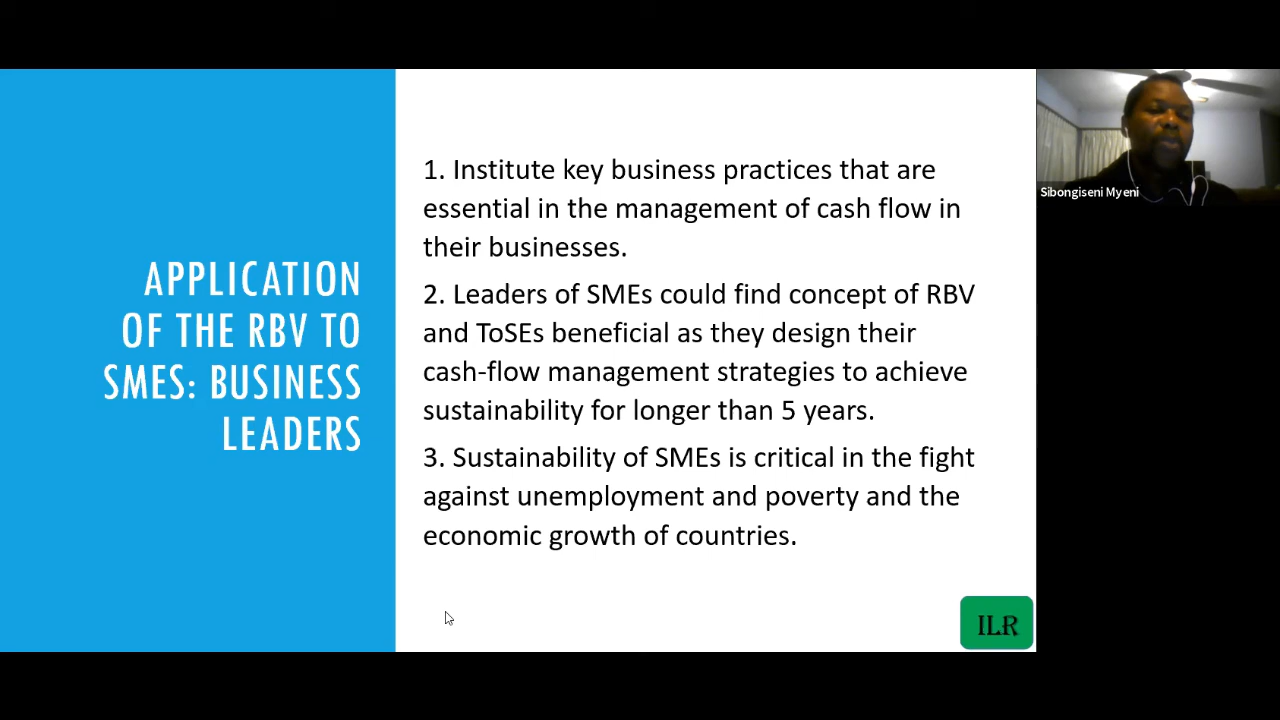 APPLICATION
OF THE RBV TO
SMES: BUSINESS
LEADERS
1. Institute key business practices that are
essential in the management of cash flow in
their businesses.
2. Leaders of SMEs could find concept of RBV
and ToSEs beneficial as they design their
cash-flow management strategies to achieve
sustainability for longer than 5 years.
3. Sustainability of SMEs is critical in the fight
against unemployment and poverty and the
economic growth of countries.
ILR
Sibongiseni Myeni